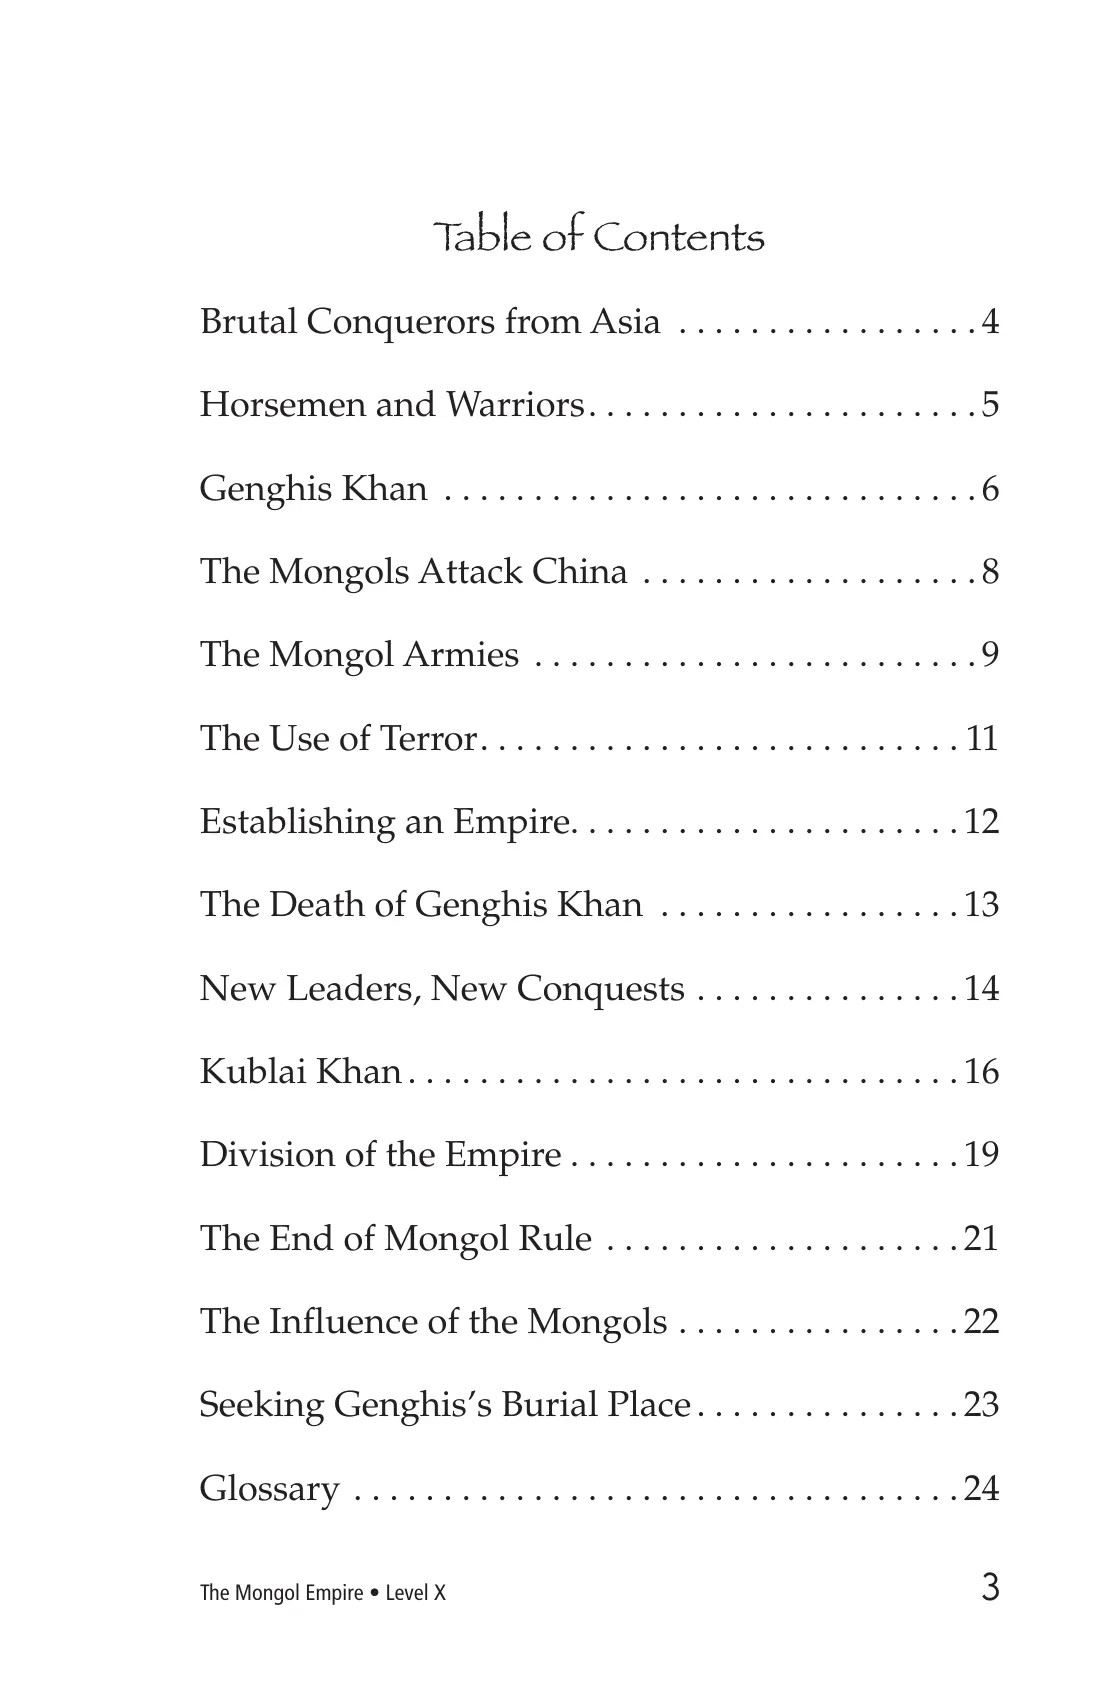 Table of Contents
Brutal Conquerors from Asia . . . . . . . . . . . . . . . . . 4
Horsemen and Warriors. . . . . . . . . . . . . . . . . . . . . . 5
Genghis Khan . . . . . . . . . . . . . . . . . . . . . . . . . . . . . . 6
The Mongols Attack China . . . . . . . . . . . . . . . . . . . 8
The Mongol Armies . . . . . . . . . . . . . . . . . . . . . . . . . 9
The Use of Terror. . . . . . . . . . . . . . . . . . . . . . . . . . . 11
Establishing an Empire. . . . . . . . . . . . . . . . . . . . . . 12
The Death of Genghis Khan . . . . . . . . . . . . . . . . . 13
New Leaders, New Conquests . . . . . . . . . . . . . . . 14
Kublai Khan . . . . . . . . . . . . . . . . . . . . . . . . . . . . . . . 16
Division of the Empire . . . . . . . . . . . . . . . . . . . . . . 19
The End of Mongol Rule . . . . . . . . . . . . . . . . . . . . 21
The Influence of the Mongols . . . . . . . . . . . . . . . . 22
Seeking Genghis’s Burial Place . . . . . . . . . . . . . . . 23
Glossary . . . . . . . . . . . . . . . . . . . . . . . . . . . . . . . . . . 24
The Mongol Empire • Level X 3